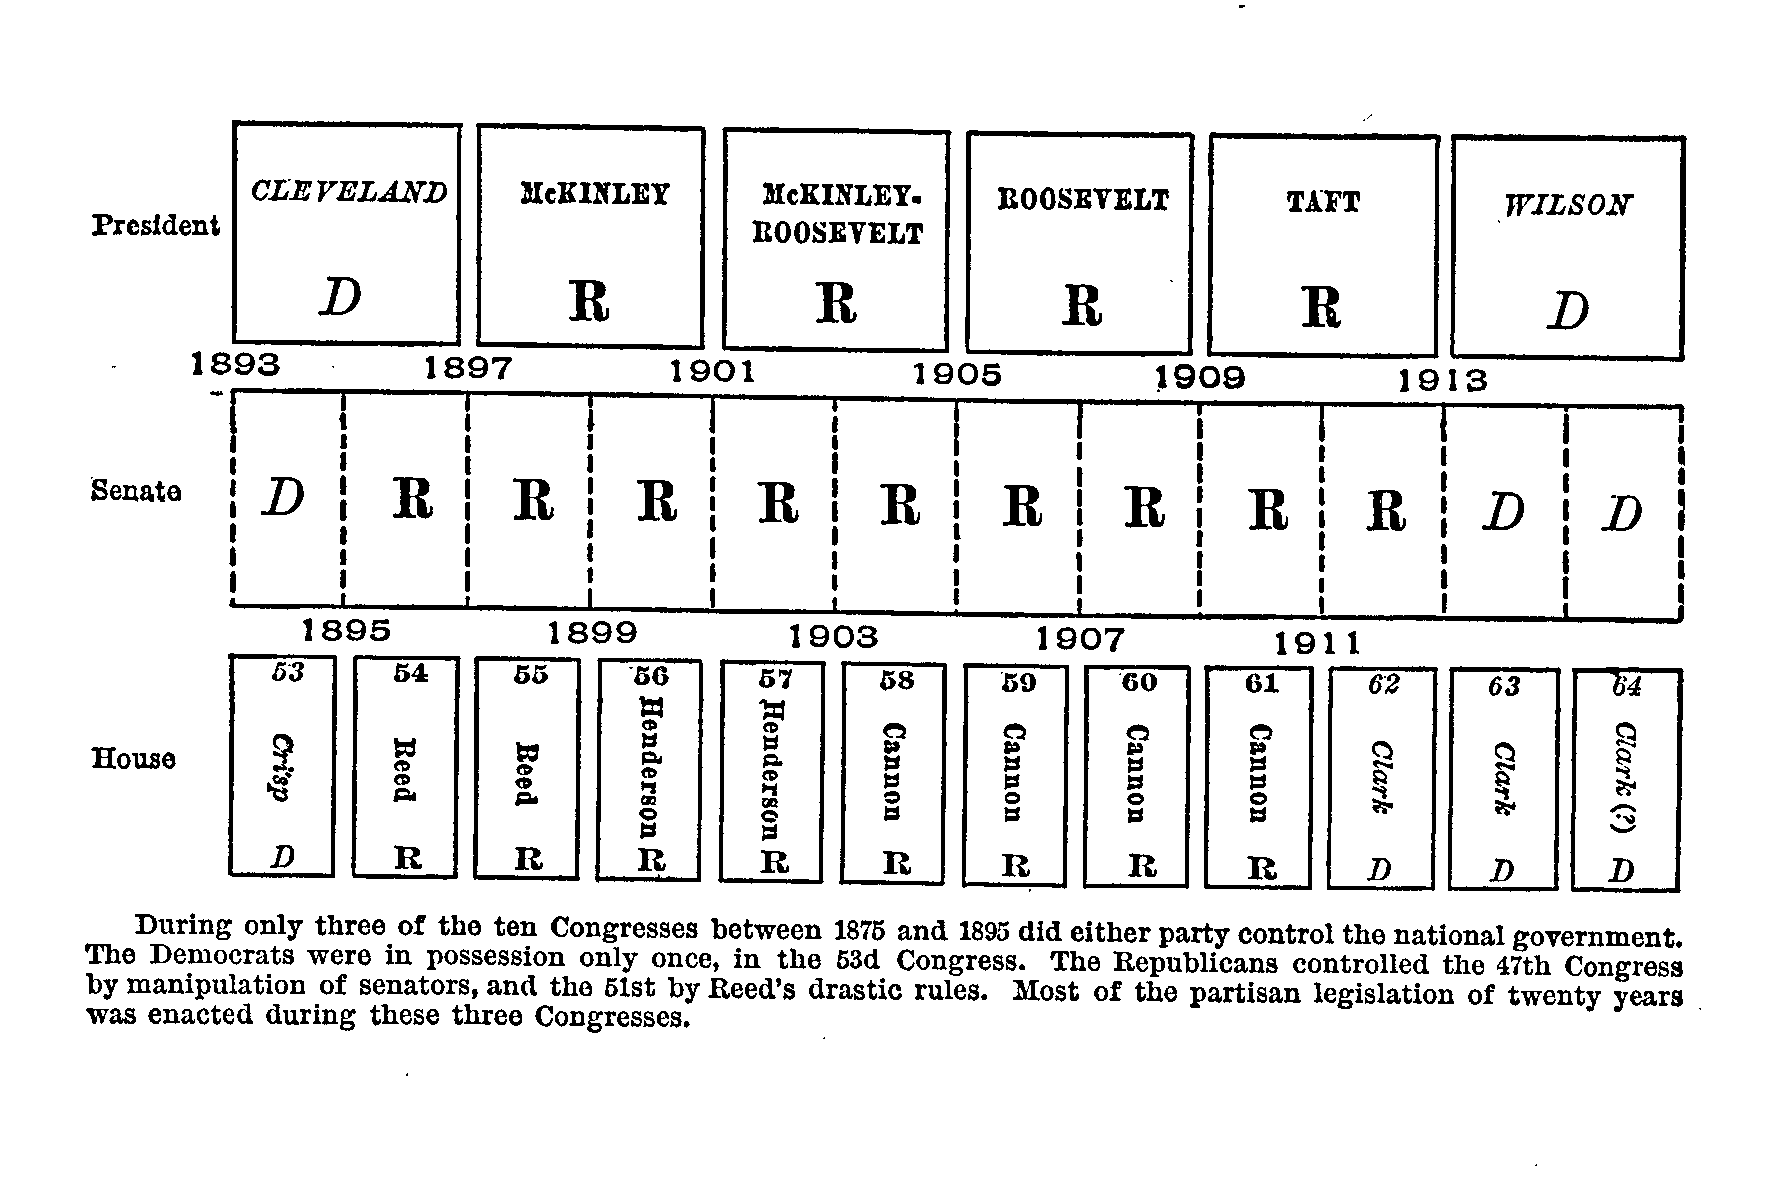 CLEVELAND McKINLEY McKINLEY- ROOSEVELT TAFT WILSON
ROOSEVELT
President
D R R R R D
1893 1897 1901 1905 1909 1913
Senate D R R R R R R R R R D D
1895 1899 1903 1907 1911
53 54 55 56 57 58 59 60 61 62 63 64
House Crisp Reed Reed Henderson Henderson Cannon Cannon Cannon Cannon Clark Clark Clark (?)
D R R R R R R R R D D D
During only three of the ten Congresses between 1875 and 1895 did either party control the national government.
The Democrats were in possession only once, in the 53d Congress. The Republicans controlled the 47th Congress
by manipulation of senators, and the 51st by Reed's drastic rules. Most of the partisan legislation of twenty years
was enacted during these three Congresses.